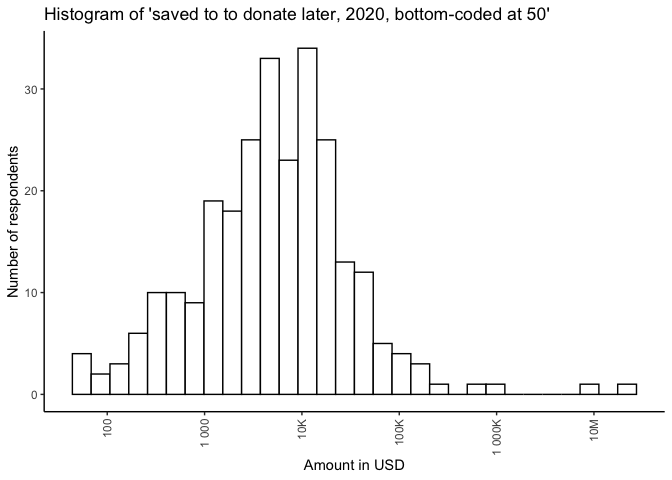 Histogram of 'saved to to donate later, 2020, bottom-coded at 50'
Number of respondents
30
20
10
0
100
1 000
10K
100K
1 000K
10M
Amount in USD